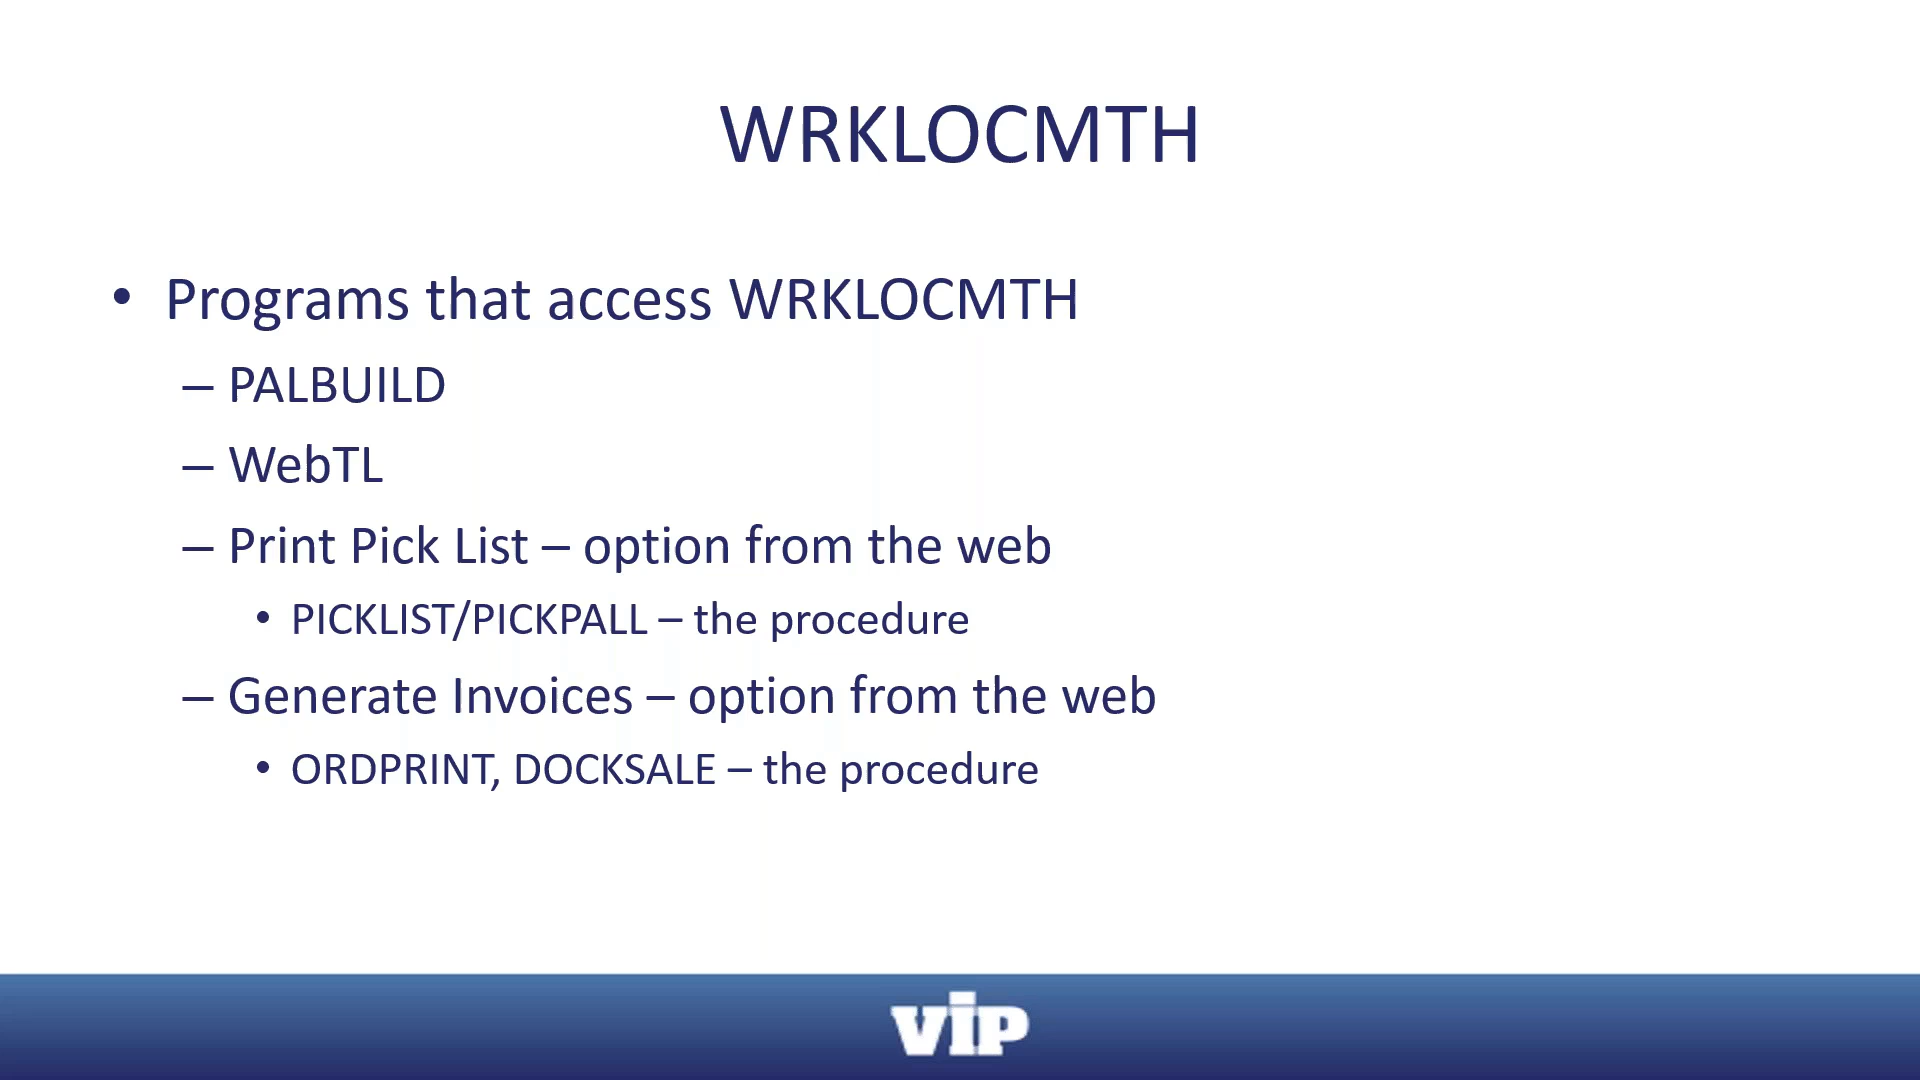 WRKLOCMTH
• Programs that access WRKLOCMTH
– PALBUILD
– WebTL
– Print Pick List – option from the web
• PICKLIST/PICKPALL – the procedure
– Generate Invoices – option from the web
• ORDPRINT, DOCKSALE – the procedure
vip